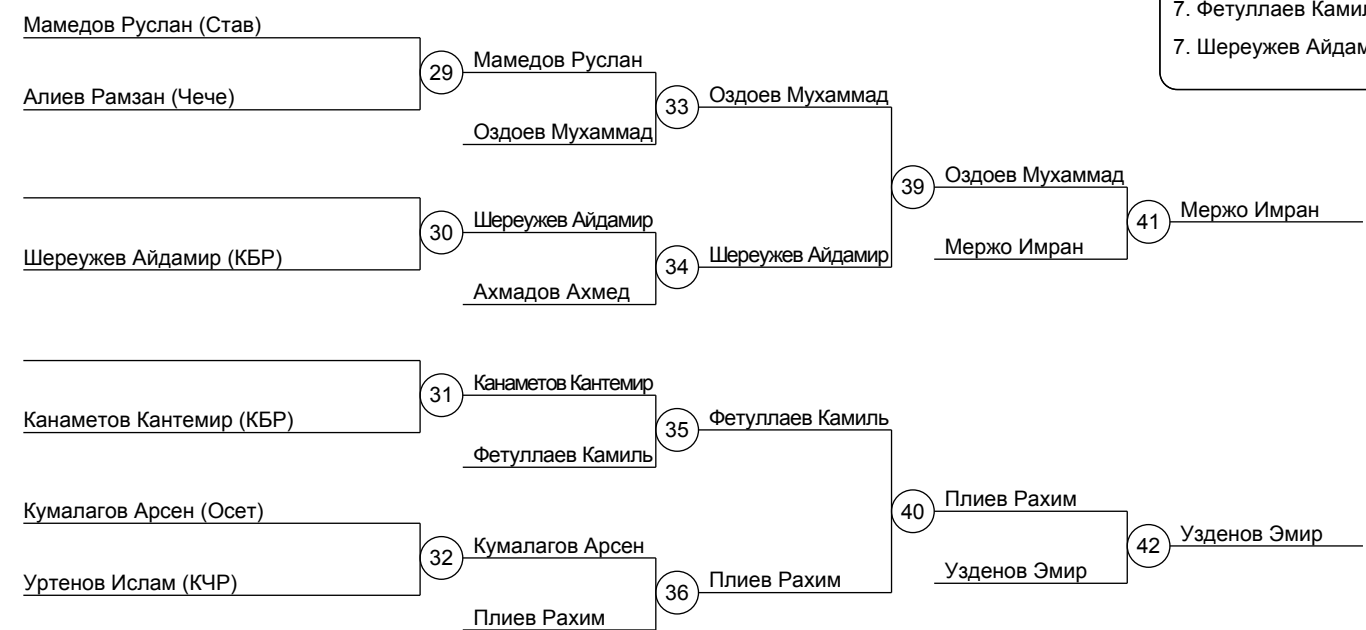 7. Фетуллаев Камил
7. Шереужев Айдам
Мамедов Руслан (Став)
29
Мамедов Руслан
Алиев Рамзан (Чече)
33
Оздоев Мухаммад
Оздоев Мухаммад
39
Оздоев Мухаммад
30
Шереужев Айдамир
41
Мержо Имран
Шереужев Айдамир (КБР)
34
Шереужев Айдамир
Мержо Имран
Ахмадов Ахмед
31
Канаметов Кантемир
Канаметов Кантемир (КБР)
35
Фетуллаев Камиль
Фетуллаев Камиль
Кумалагов Арсен (Осет)
40
Плиев Рахим
32
Кумалагов Арсен
42
Узденов Эмир
Уртенов Ислам (КЧР)
36
Плиев Рахим
Узденов Эмир
Плиев Рахим